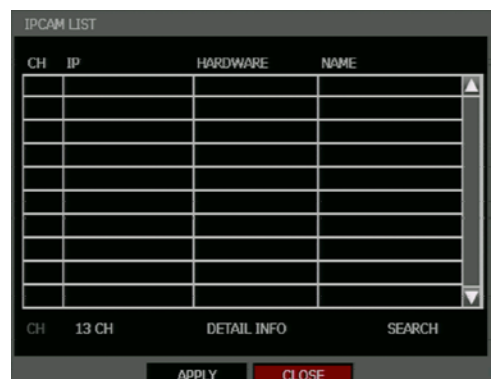 IPCAM LIST
CH IP HARDWARE NAME
CH 13 CH DETAIL INFO SEARCH
APPLY CLOSE